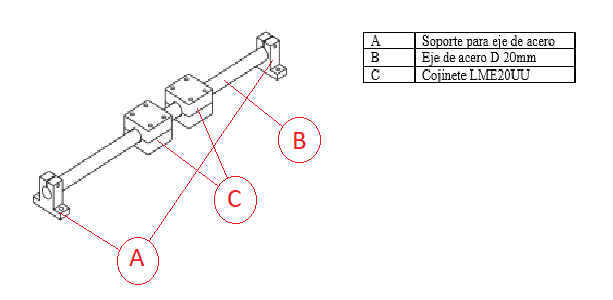 A Soporte para eje de acero
B Eje de acero D 20mm
C Cojinete LME20UU
B
C
A